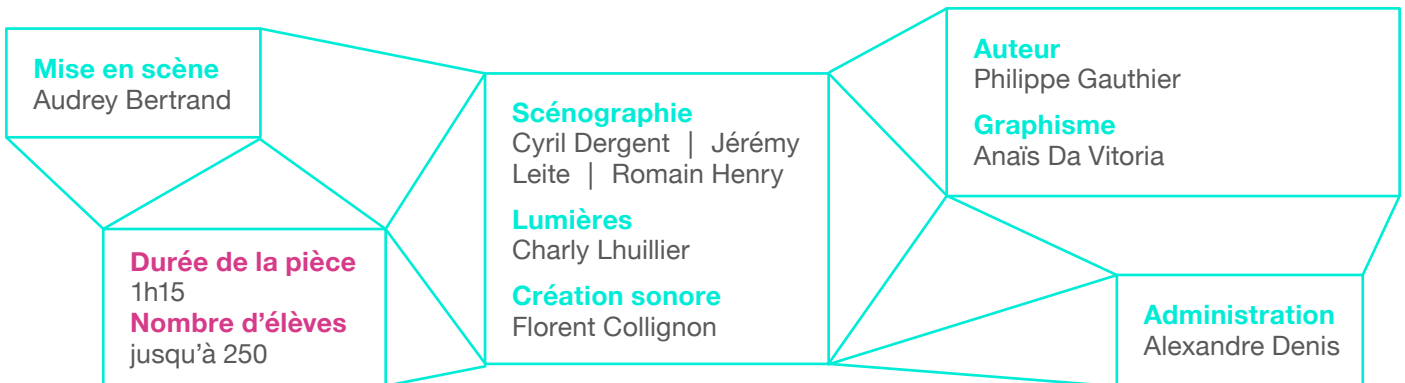 Mise en scène
Audrey Bertrand
Durée de la pièce
1h15
Nombre d’élèves
jusqu’à 250
Scénographie
Cyril Dergent | Jérémy
Leite | Romain Henry
Lumières
Charly Lhuillier
Création sonore
Florent Collignon
Auteur
Philippe Gauthier
Graphisme
Anaïs Da Vitoria
Administration
Alexandre Denis